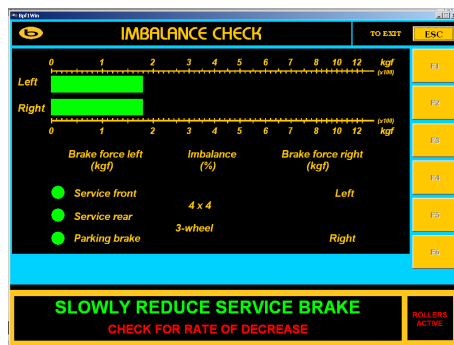 Bpf1Win
IMBALANCE CHECK
TO EXIT
ESC
0 1 2 3 4 5 6 7 8 10 12 kgf
(x100)
Left
Right
(x100)
0 1 2 3 4 5 6 7 8 10 12 kgf
Brake force left
(kgf)
Imbalance
(%)
Brake force right
(kgf)
Service front
Left
4 x 4
Service rear
3-wheel
Parking brake
Right
F1
F2
F3
F4
F5
F6
SLOWLY REDUCE SERVICE BRAKE
CHECK FOR RATE OF DECREASE
ROLLERS
ACTIVE